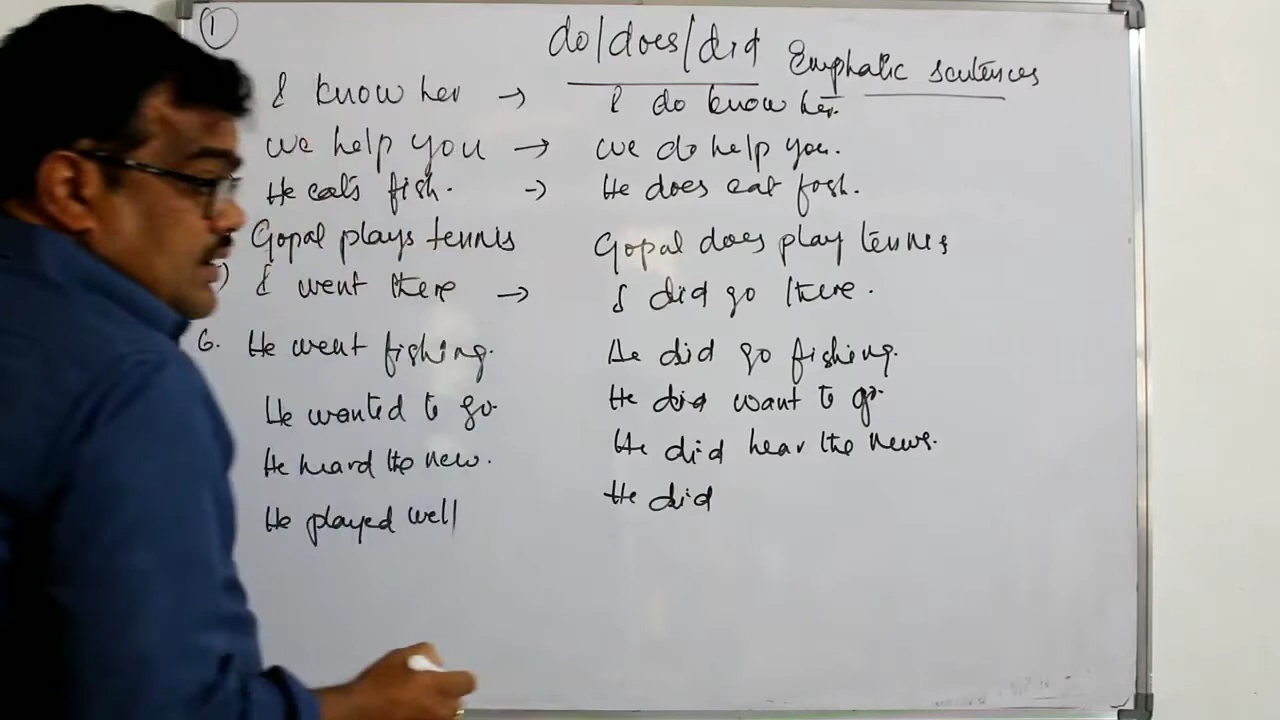 ①
do/does/did Emphatic sentences
I know her → I do know her.
we help you → we do help you.
He eats fish. → He does eat fosh.
Gopal plays tennis Gopal does play tennis
) I went there → I did go there.
6. He went fishing. He did go fishing.
He wanted to go. He did want to go.
He heard the new. He did hear the news.
He played well He did